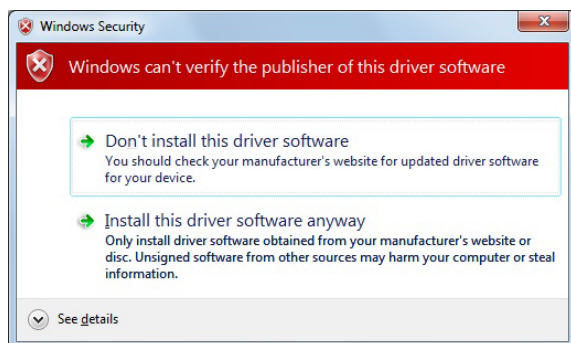 Windows Security
Windows can't verify the publisher of this driver software
Don't install this driver software
You should check your manufacturer's website for updated driver software
for your device.
Install this driver software anyway
Only install driver software obtained from your manufacturer's website or
disc. Unsigned software from other sources may harm your computer or steal
information.
See details